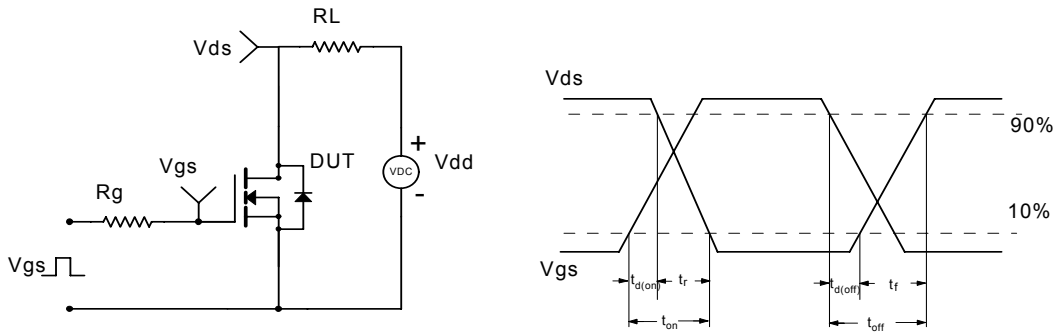 RL
Vds
Vds
90%
+
Vdd
VDC
-
DUT
Vgs
Rg
10%
Vgs
Vgs
td(on)
tr
td(off)
tf
ton
toff